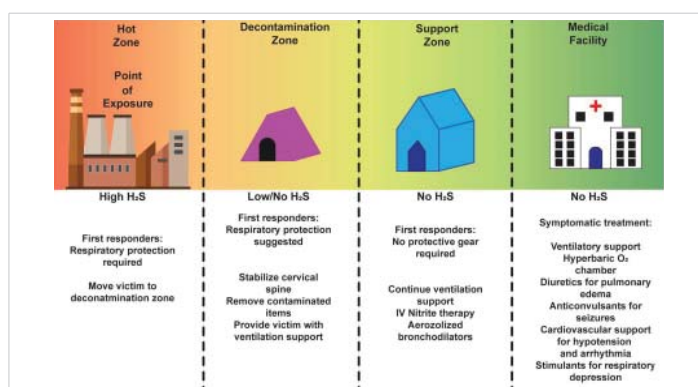 Hot
Zone
Point
of
Exposure
High H₂S
First responders:
Respiratory protection
required
Move victim to
deconatmination zone
Decontamination
Zone
Low/No H₂S
First responders:
Respiratory protection
suggested
Stabilize cervical
spine
Remove contaminated
items
Provide victim with
ventilation support
Support
Zone
No H₂S
First responders:
No protective gear
required
Continue ventilation
support
IV Nitrite therapy
Aerozolized
bronchodilators
Medical
Facility
No H₂S
Symptomatic treatment:
Ventilatory support
Hyperbaric O₂
chamber
Diuretics for pulmonary
edema
Anticonvulsants for
seizures
Cardiovascular support
for hypotension
and arrhythmia
Stimulants for respiratory
depression